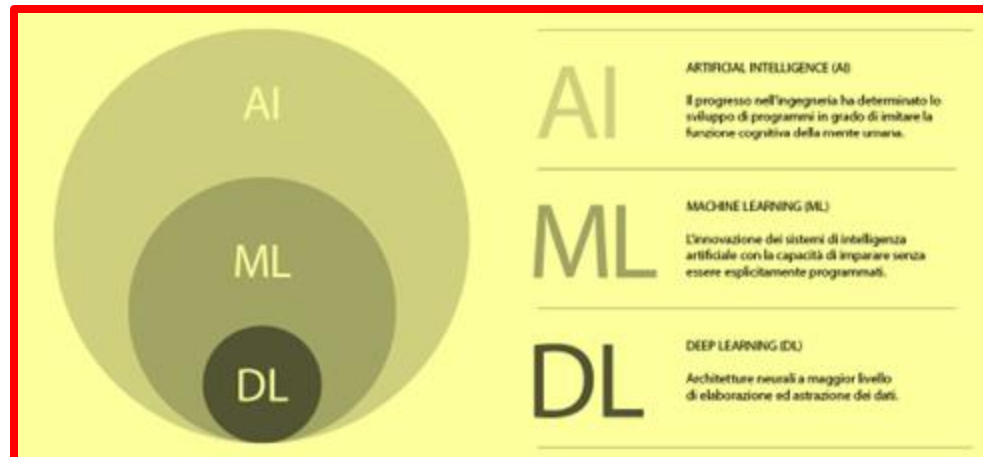 AI
ML
DL
AI
ARTIFICIAL INTELLIGENCE (AI)
Il progresso nell'ingegneria ha determinato lo
sviluppo di programmi in grado di imitare la
funzione cognitiva della mente umana.
ML
MACHINE LEARNING (ML)
L'innovazione dei sistemi di intelligenza
artificiale con la capacità di imparare senza
essere esplicitamente programmati.
DL
DEEP LEARNING (DL)
Architetture neurali a maggior livello
di elaborazione ed astrazione dei dati.